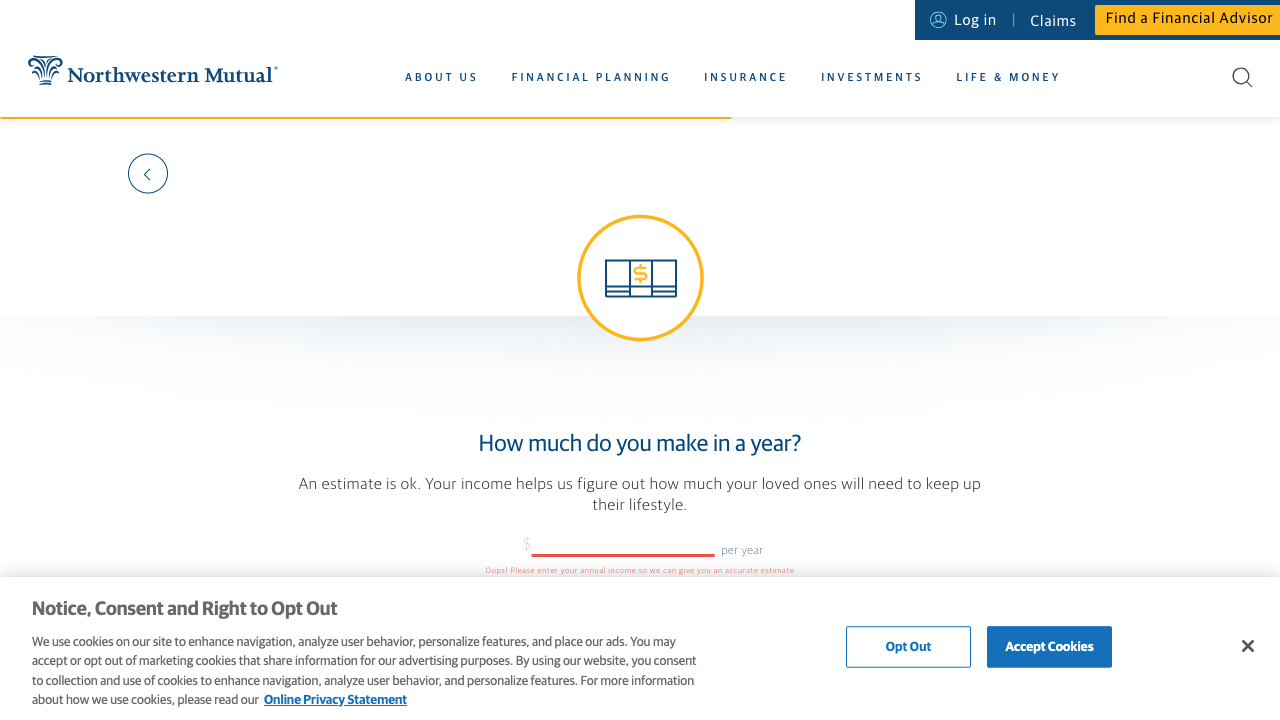 Log in
Claims
Find a Financial Advisor
Northwestern Mutual®
ABOUT US
FINANCIAL PLANNING
INSURANCE
INVESTMENTS
LIFE & MONEY
$
How much do you make in a year?
An estimate is ok. Your income helps us figure out how much your loved ones will need to keep up
their lifestyle.
$ per year
Oops! Please enter your annual income so we can give you an accurate estimate
Notice, Consent and Right to Opt Out
We use cookies on our site to enhance navigation, analyze user behavior, personalize features, and place our ads. You may
accept or opt out of marketing cookies that share information for our advertising purposes. By using our website, you consent
to collection and use of cookies to enhance navigation, analyze user behavior, and personalize features. For more information
about how we use cookies, please read our Online Privacy Statement
Opt Out
Accept Cookies